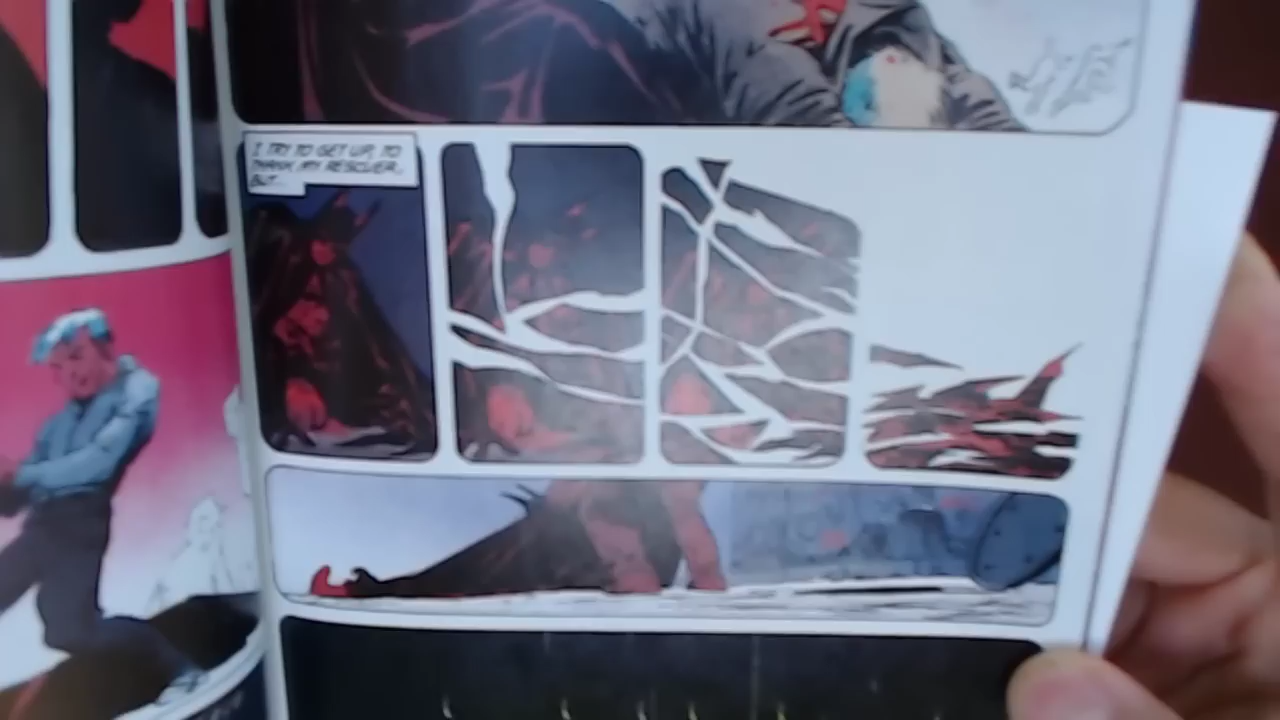 I TRY TO GET UP, TO
THANK MY RESCUER,
BUT...